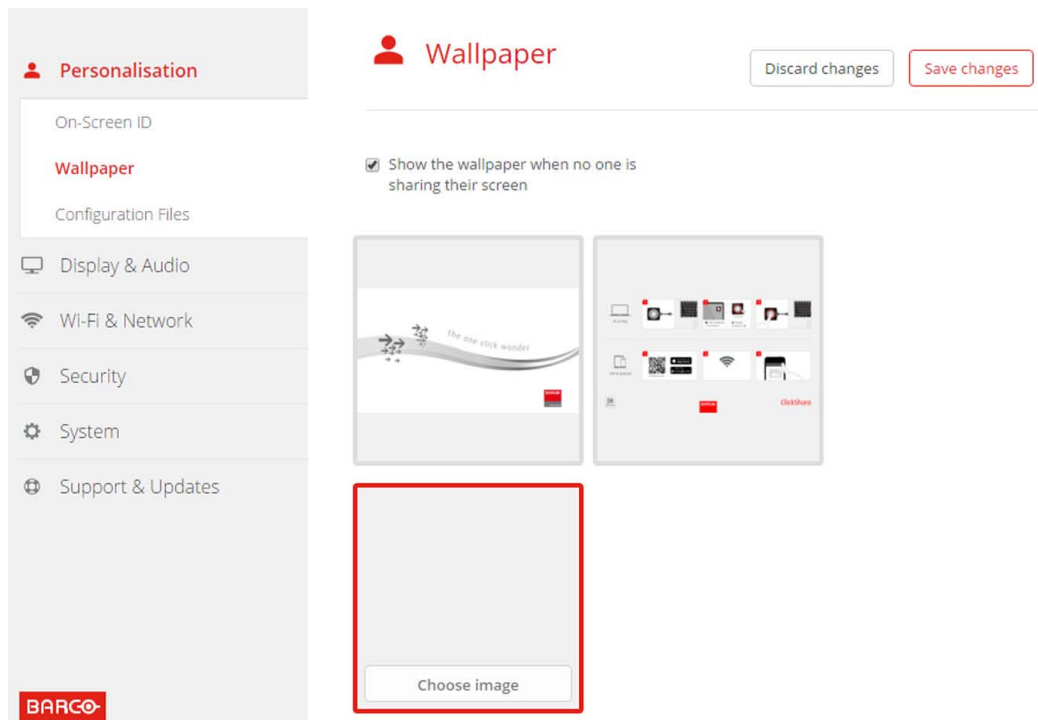 Personalisation
On-Screen ID
Wallpaper
Configuration Files
Display & Audio
Wi-Fi & Network
Security
System
Support & Updates
BARCO
Wallpaper
Discard changes
Save changes
Show the wallpaper when no one is
sharing their screen
The one click wonder
ClickShare
Choose image